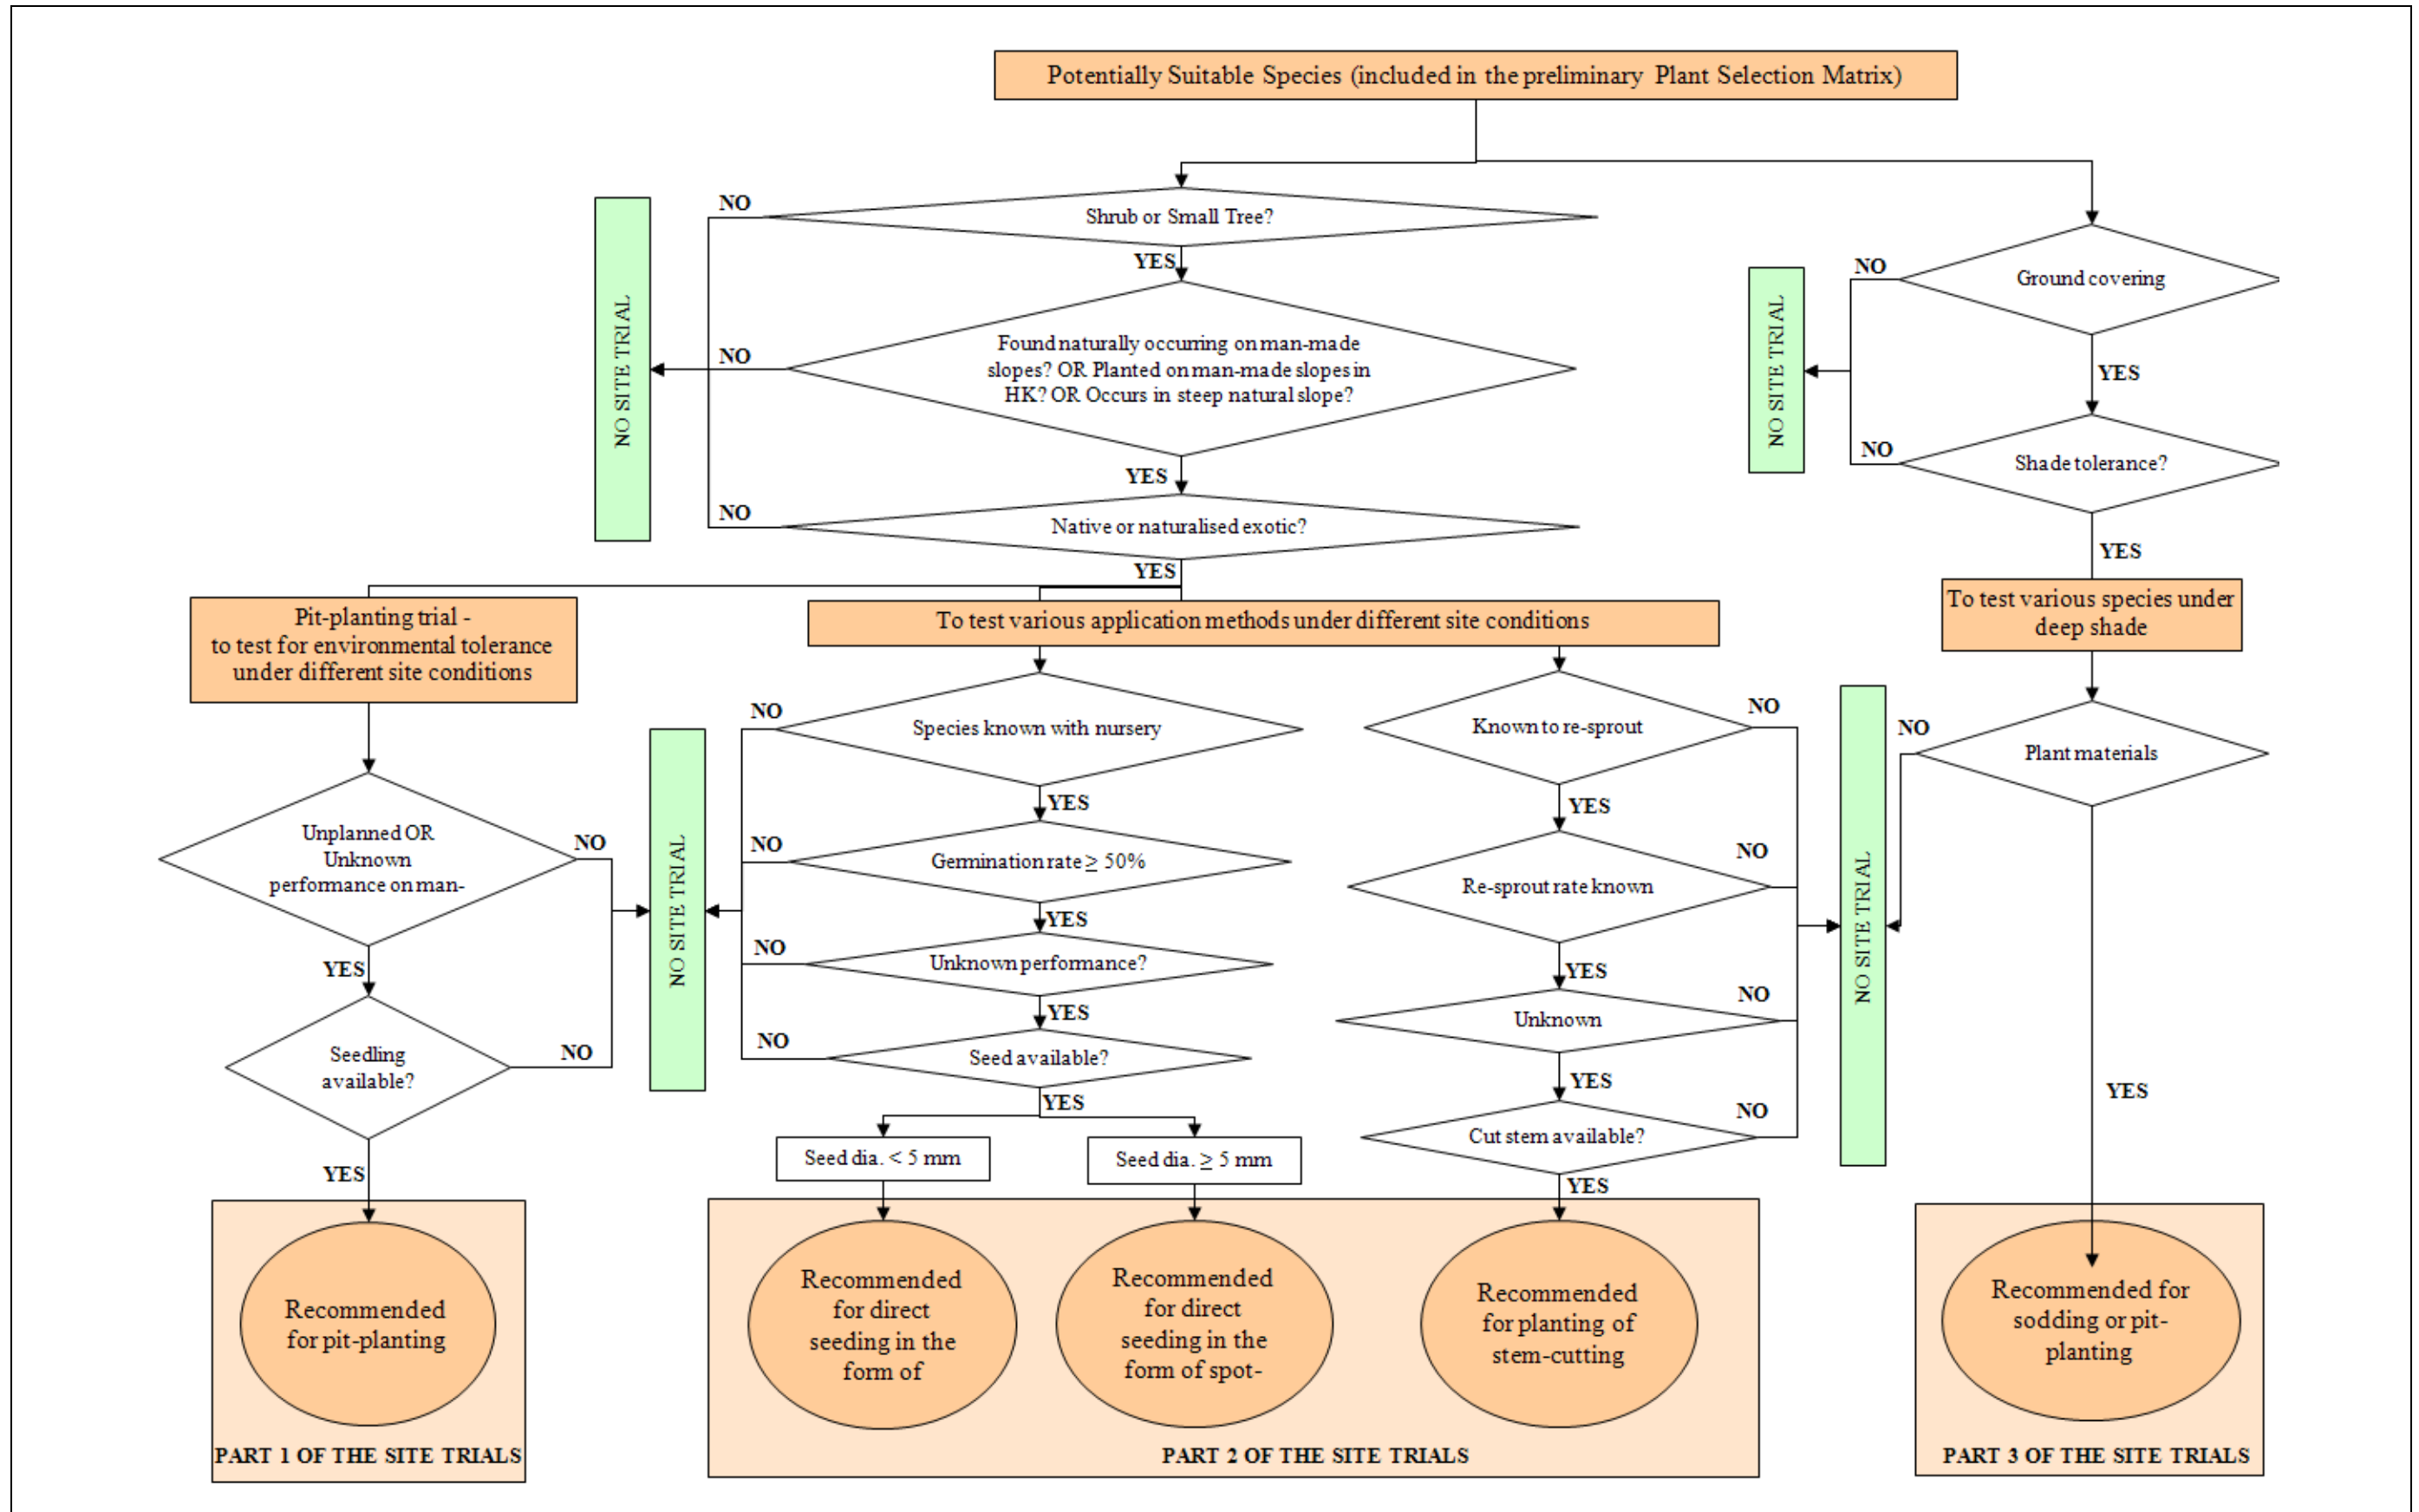 Potentially Suitable Species (included in the preliminary Plant Selection Matrix)
NO
Shrub or Small Tree?
YES
NO SITE TRIAL
NO
Found naturally occurring on man-made
slopes? OR Planted on man-made slopes in
HK? OR Occurs in steep natural slope?
YES
NO
Native or naturalised exotic?
YES
NO
Ground covering
NO SITE TRIAL
YES
NO
Shade tolerance?
YES
Pit-planting trial -
to test for environmental tolerance
under different site conditions
To test various application methods under different site conditions
To test various species under
deep shade
Unplanned OR
Unknown
performance on man-
NO
YES
Seedling
available?
NO
YES
NO SITE TRIAL
NO
Species known with nursery
YES
NO
Germination rate ≥ 50%
YES
NO
Unknown performance?
YES
NO
Seed available?
YES
Seed dia. < 5 mm
Seed dia. ≥ 5 mm
Known to re-sprout
NO
YES
Re-sprout rate known
NO
YES
Unknown
NO
YES
Cut stem available?
NO
YES
NO SITE TRIAL
NO
Plant materials
YES
Recommended
for pit-planting
PART 1 OF THE SITE TRIALS
Recommended
for direct
seeding in the
form of
Recommended
for direct
seeding in the
form of spot-
Recommended
for planting of
stem-cutting
PART 2 OF THE SITE TRIALS
Recommended for
sodding or pit-
planting
PART 3 OF THE SITE TRIALS